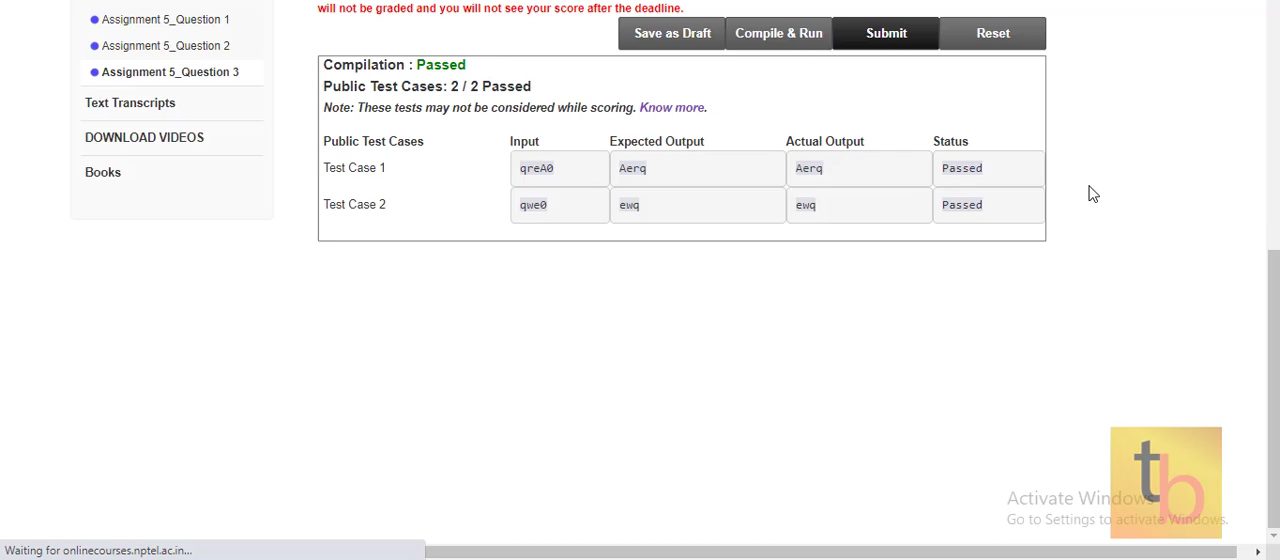 will not be graded and you will not see your score after the deadline.
Assignment 5_Question 1
Assignment 5_Question 2
Assignment 5_Question 3
Text Transcripts
DOWNLOAD VIDEOS
Books
Save as Draft Compile & Run Submit Reset
Compilation : Passed
Public Test Cases: 2 / 2 Passed
Note: These tests may not be considered while scoring. Know more.
Public Test Cases Input Expected Output Actual Output Status
Test Case 1 qreA0 Aerq Aerq Passed
Test Case 2 qwe0 ewq ewq Passed
tb
Activate Windows
Go to Settings to activate Windows.
Waiting for onlinecourses.nptel.ac.in...